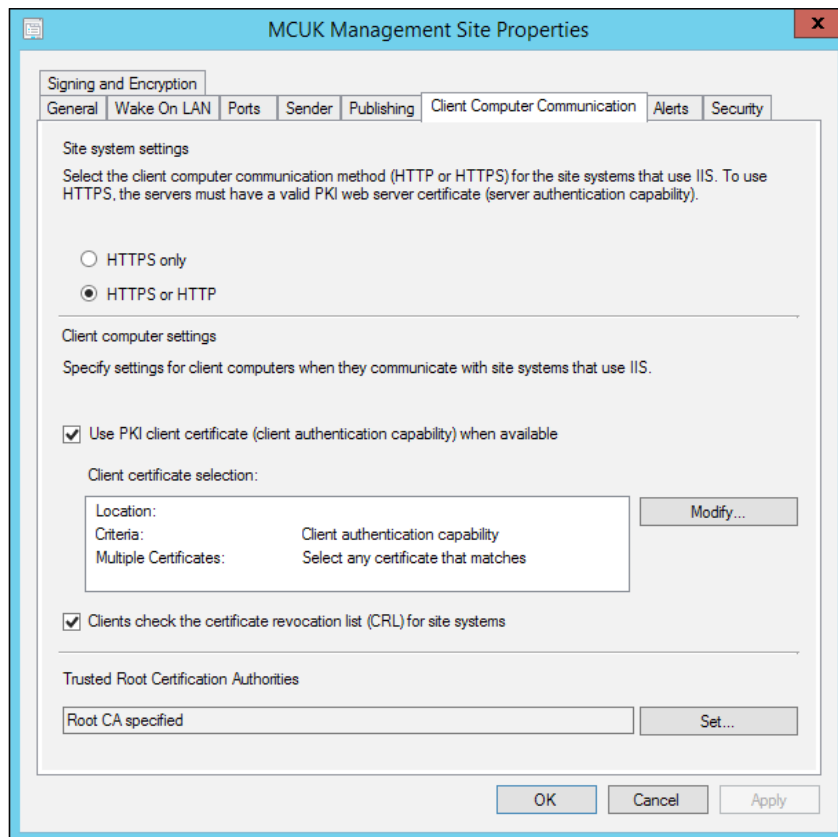 MCUK Management Site Properties
x
Signing and Encryption
General Wake On LAN Ports Sender Publishing Client Computer Communication Alerts Security
Site system settings
Select the client computer communication method (HTTP or HTTPS) for the site systems that use IIS. To use
HTTPS, the servers must have a valid PKI web server certificate (server authentication capability).
HTTPS only
HTTPS or HTTP
Client computer settings
Specify settings for client computers when they communicate with site systems that use IIS.
Use PKI client certificate (client authentication capability) when available
Client certificate selection:
Location:
Modify...
Criteria: Client authentication capability
Multiple Certificates: Select any certificate that matches
Clients check the certificate revocation list (CRL) for site systems
Trusted Root Certification Authorities
Root CA specified
Set...
OK Cancel Apply